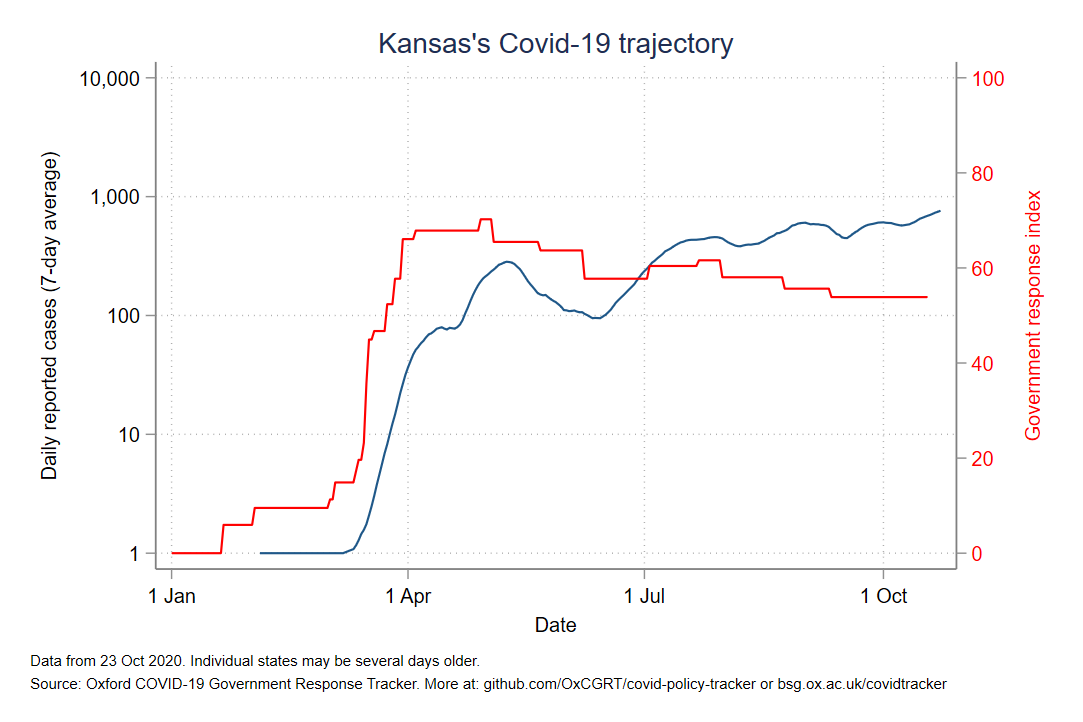 Kansas's Covid-19 trajectory
Daily reported cases (7-day average)
10,000
1,000
100
10
1
100
80
60
40
20
0
Government response index
1 Jan
1 Apr
1 Jul
1 Oct
Date
Data from 23 Oct 2020. Individual states may be several days older.
Source: Oxford COVID-19 Government Response Tracker. More at: github.com/OxCGRT/covid-policy-tracker or bsg.ox.ac.uk/covidtracker